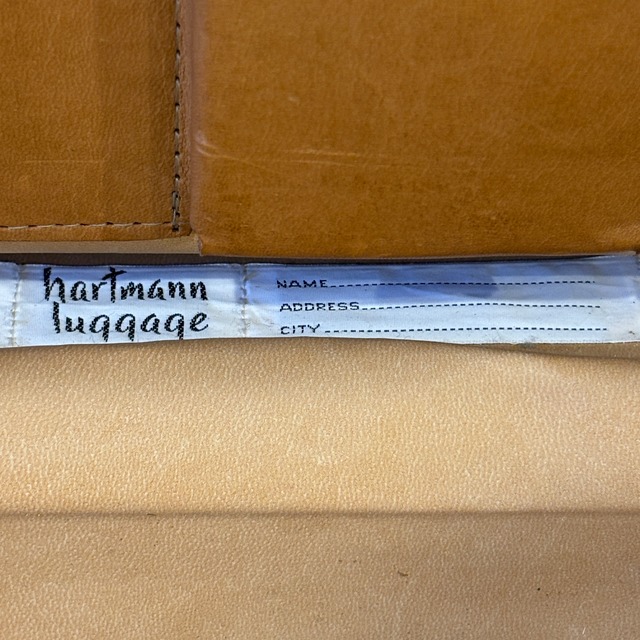 hartmann
luggage
NAME
ADDRESS
CITY